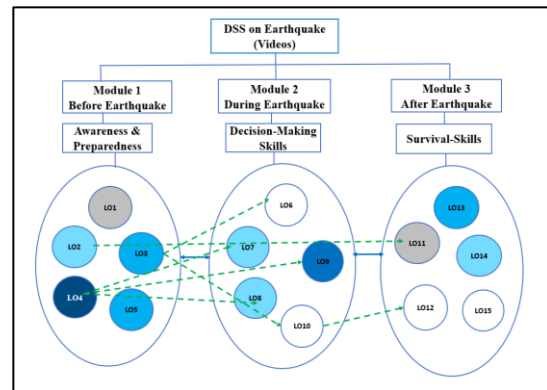 DSS on Earthquake
(Videos)
Module 1
Before Earthquake
Module 2
During Earthquake
Module 3
After Earthquake
Awareness &
Preparedness
Decision-Making
Skills
Survival-Skills
LO1
LO2
LO3
LO4
LO5
LO6
LO7
LO9
LO8
LO10
LO13
LO11
LO14
LO12
LO15